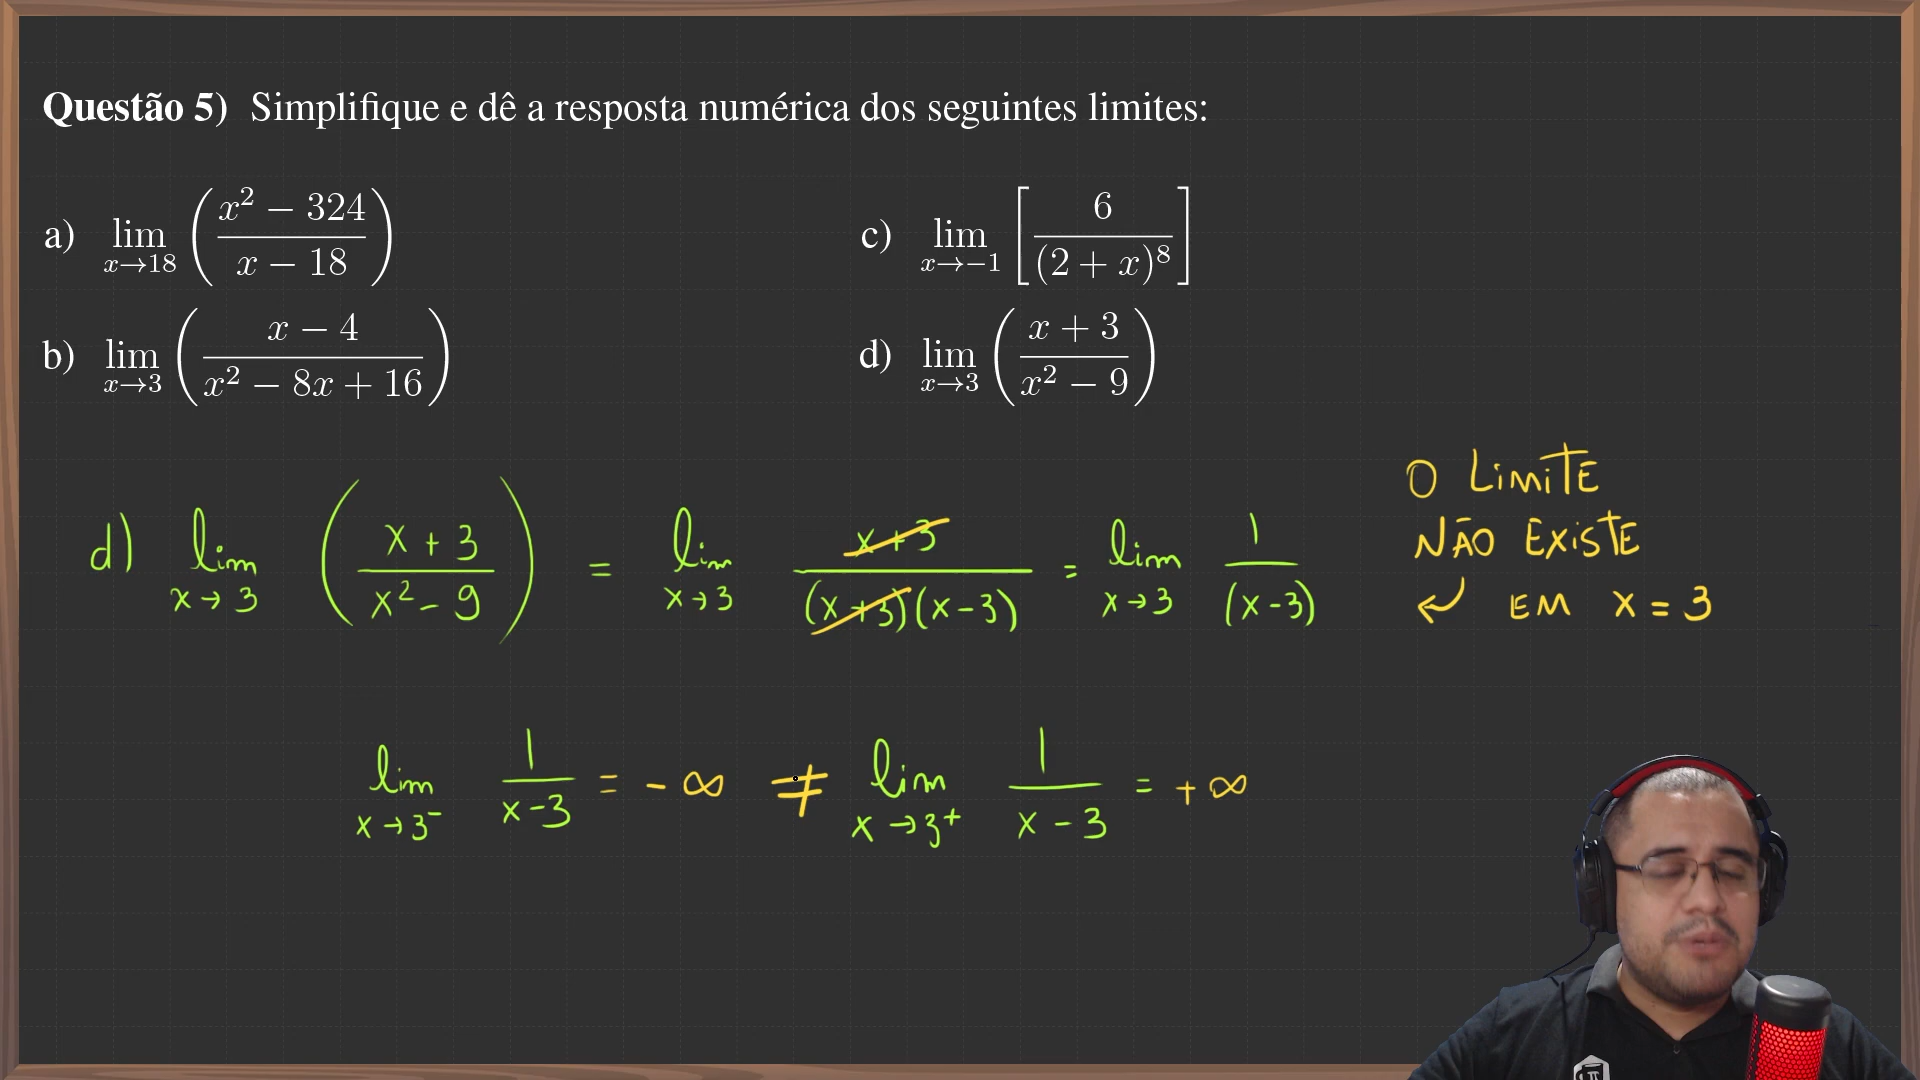 Questão 5) Simplifique e dê a resposta numérica dos seguintes limites:
a) lim x→18 ( (x² − 324) / (x − 18) )
c) lim x→−1 [ 6 / (2 + x)⁸ ]
b) lim x→3 ( (x − 4) / (x² − 8x + 16) )
d) lim x→3 ( (x + 3) / (x² − 9) )
d) lim x→3 ( (x + 3) / (x² − 9) ) = lim x→3 (x+3) / ((x+3)(x−3)) = lim x→3 1 / (x−3)
O LIMITE
NÃO EXISTE
↙ EM X = 3
lim x→3⁻ 1 / (x−3) = − ∞ ≠ lim x→3⁺ 1 / (x−3) = + ∞